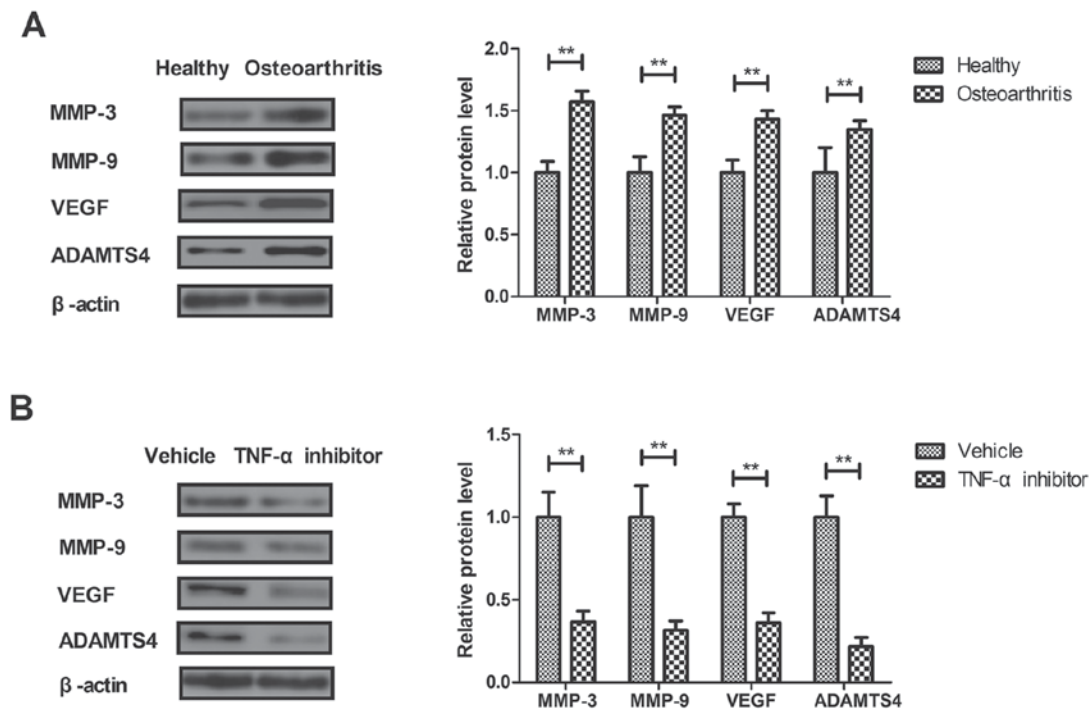 A
Healthy Osteoarthritis
MMP-3
MMP-9
VEGF
ADAMTS4
β-actin
Relative protein level
2.0
1.5
1.0
0.5
0.0
** ** ** **
MMP-3 MMP-9 VEGF ADAMTS4
Healthy
Osteoarthritis
B
Vehicle TNF-α inhibitor
MMP-3
MMP-9
VEGF
ADAMTS4
β-actin
Relative protein level
1.5
1.0
0.5
0.0
** ** ** **
MMP-3 MMP-9 VEGF ADAMTS4
Vehicle
TNF-α inhibitor